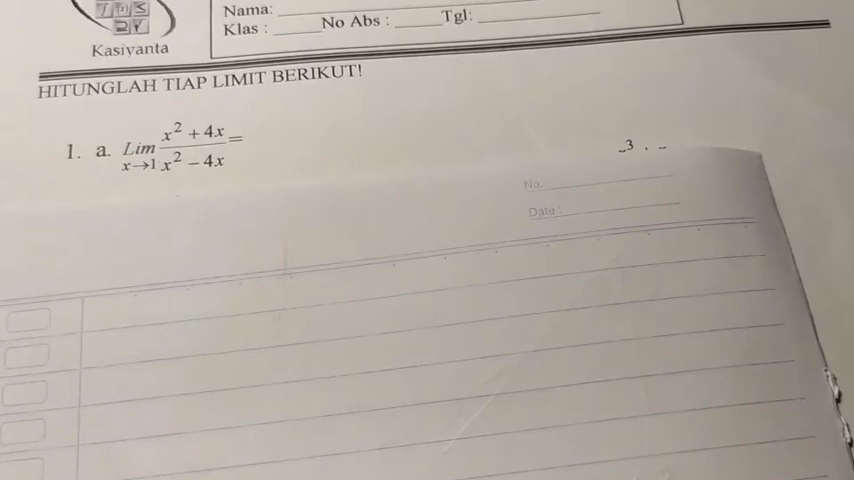 Kasiyanta
Nama:
Klas : No Abs : Tgl:
HITUNGLAH TIAP LIMIT BERIKUT!
1. a. Lim x→1 x² + 4x / x² − 4x =
3
No.
Date :